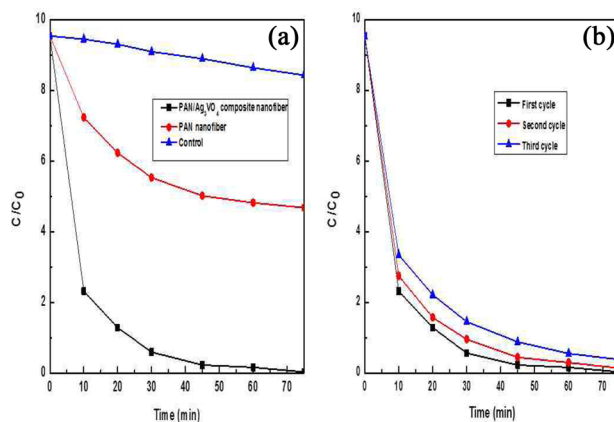 (a)
10
8
6
4
2
0
C /C0
PAN/Ag3VO4 composite nanofiber
PAN nanofiber
Control
0 10 20 30 40 50 60 70
Time (min)
(b)
10
8
6
4
2
0
C /C0
First cycle
Second cycle
Third cycle
0 10 20 30 40 50 60 70
Time (min)